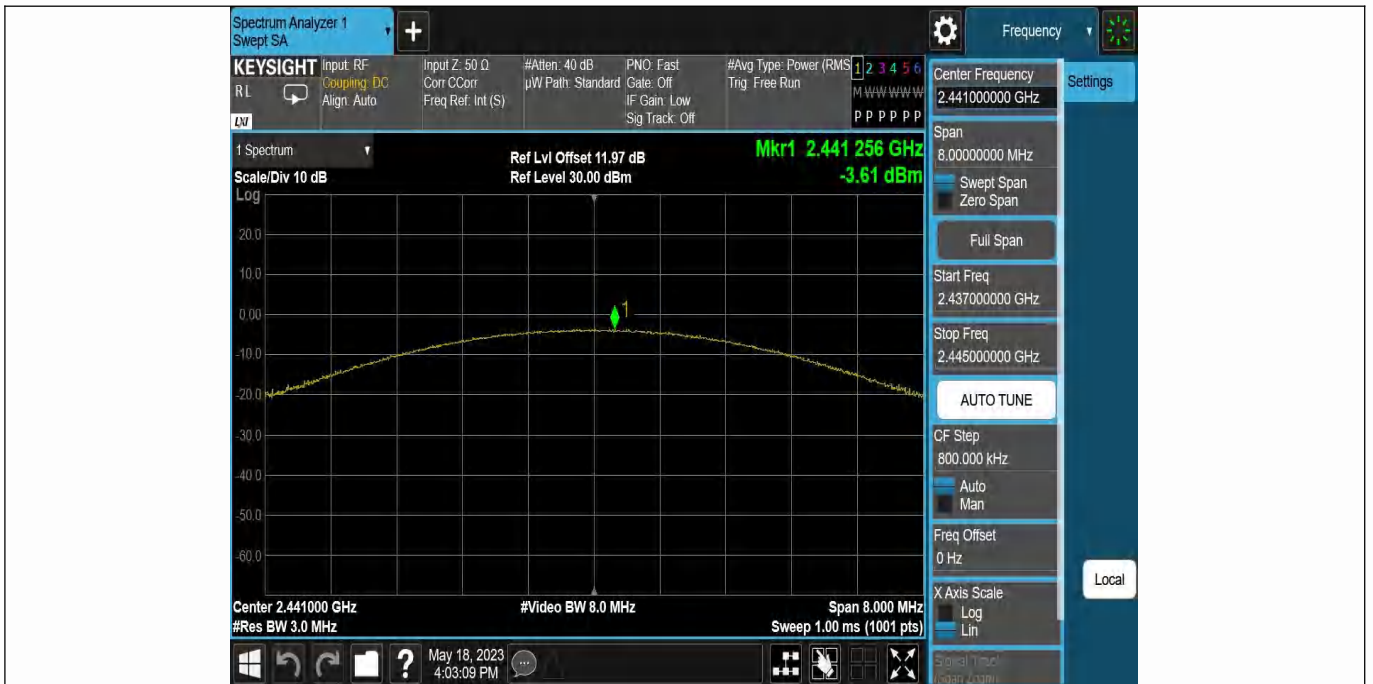 Spectrum Analyzer 1
Swept SA
Frequency
KEYSIGHT
RL
LXI
Input: RF
Coupling: DC
Align: Auto
Input Z: 50 Ω
Corr CCorr
Freq Ref: Int (S)
#Atten: 40 dB
µW Path: Standard
PNO: Fast
Gate: Off
IF Gain: Low
Sig Track: Off
#Avg Type: Power (RMS
Trig: Free Run
1 2 3 4 5 6
M W W W W W
P P P P P P
1 Spectrum
Scale/Div 10 dB
Ref Lvl Offset 11.97 dB
Ref Level 30.00 dBm
Mkr1 2.441 256 GHz
-3.61 dBm
Log
20.0
10.0
0.00
-10.0
-20.0
-30.0
-40.0
-50.0
-60.0
1
Center 2.441000 GHz
#Res BW 3.0 MHz
#Video BW 8.0 MHz
Span 8.000 MHz
Sweep 1.00 ms (1001 pts)
Center Frequency
2.441000000 GHz
Settings
Span
8.00000000 MHz
Swept Span
Zero Span
Full Span
Start Freq
2.437000000 GHz
Stop Freq
2.445000000 GHz
AUTO TUNE
CF Step
800.000 kHz
Auto
Man
Freq Offset
0 Hz
X Axis Scale
Log
Lin
Signal Track
(Span Zoom)
Local
May 18, 2023
4:03:09 PM